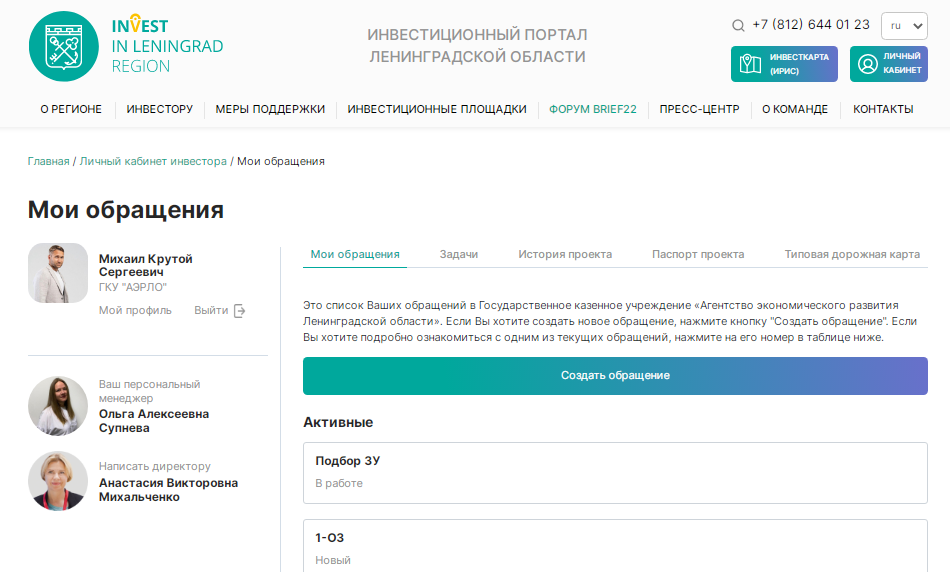 INVEST
IN LENINGRAD
REGION
ИНВЕСТИЦИОННЫЙ ПОРТАЛ
ЛЕНИНГРАДСКОЙ ОБЛАСТИ
+7 (812) 644 01 23
ru
ИНВЕСТКАРТА
(ИРИС)
ЛИЧНЫЙ
КАБИНЕТ
О РЕГИОНЕ ИНВЕСТОРУ МЕРЫ ПОДДЕРЖКИ ИНВЕСТИЦИОННЫЕ ПЛОЩАДКИ ФОРУМ BRIEF22 ПРЕСС-ЦЕНТР О КОМАНДЕ КОНТАКТЫ
Главная / Личный кабинет инвестора / Мои обращения
Мои обращения
Михаил Крутой
Сергеевич
ГКУ "АЭРЛО"
Мой профиль Выйти
Ваш персональный
менеджер
Ольга Алексеевна
Супнева
Написать директору
Анастасия Викторовна
Михальченко
Мои обращения Задачи История проекта Паспорт проекта Типовая дорожная карта
Это список Ваших обращений в Государственное казенное учреждение «Агентство экономического развития
Ленинградской области». Если Вы хотите создать новое обращение, нажмите кнопку "Создать обращение". Если
Вы хотите подробно ознакомиться с одним из текущих обращений, нажмите на его номер в таблице ниже.
Создать обращение
Активные
Подбор ЗУ
В работе
1-ОЗ
Новый